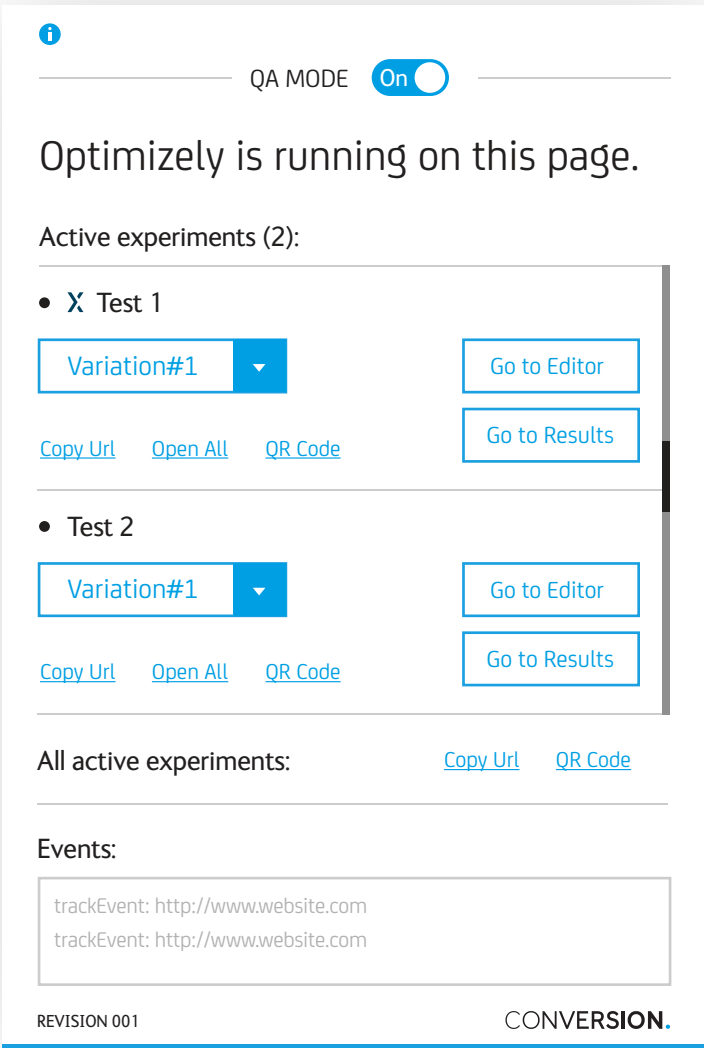 QA MODE On
Optimizely is running on this page.
Active experiments (2):
Test 1
Variation#1
Go to Editor
Copy Url Open All QR Code
Go to Results
Test 2
Variation#1
Go to Editor
Copy Url Open All QR Code
Go to Results
All active experiments: Copy Url QR Code
Events:
trackEvent: http://www.website.com
trackEvent: http://www.website.com
REVISION 001 CONVERSION.